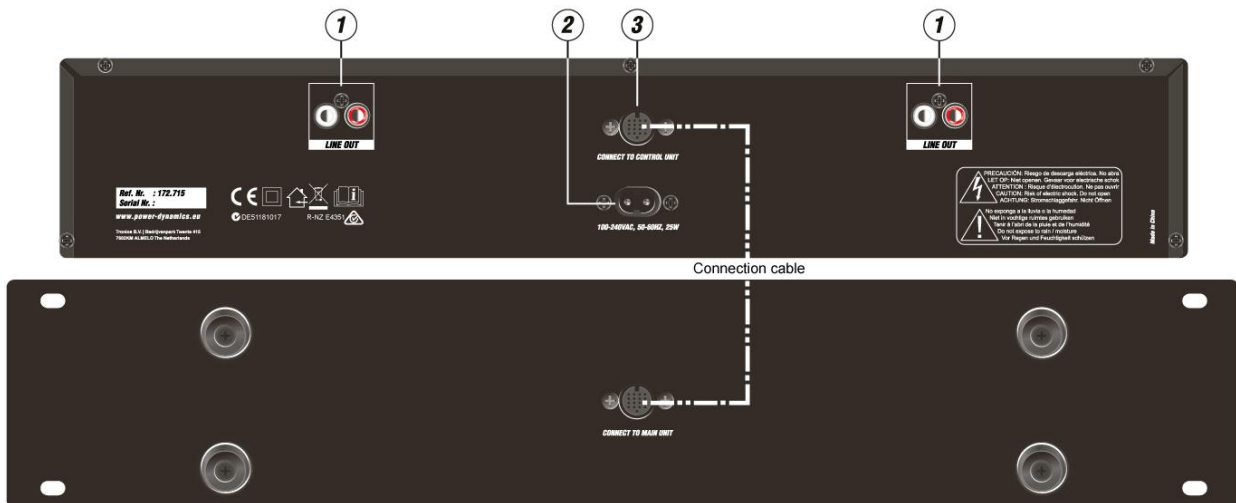 1
2
3
1
LINE OUT
CONNECT TO CONTROL UNIT
LINE OUT
Ref. Nr. : 172.715
Serial Nr. :
www.power-dynamics.eu
Tronios B.V. | Bedrijvenpark Twente 415
7602KM ALMELO The Netherlands
CE
DE51181017
R-NZ E4351
100-240VAC, 50-60HZ, 25W
PRECAUCIÓN: Riesgo de descarga eléctrica. No abra
LET OP: Niet openen. Gevaar voor electrische schok
ATTENTION : Risque d'électrocution. Ne pas ouvrir
CAUTION: Risk of electric shock. Do not open
ACHTUNG: Stromschlaggefahr. Nicht Öffnen
No exponga a la lluvia o la humedad
Niet in vochtige ruimtes gebruiken
Tenir à l'abri de la pluie et de l'humidité
Do not expose to rain / moisture
Vor Regen und Feuchtigkeit schützen
Made in China
Connection cable
CONNECT TO MAIN UNIT